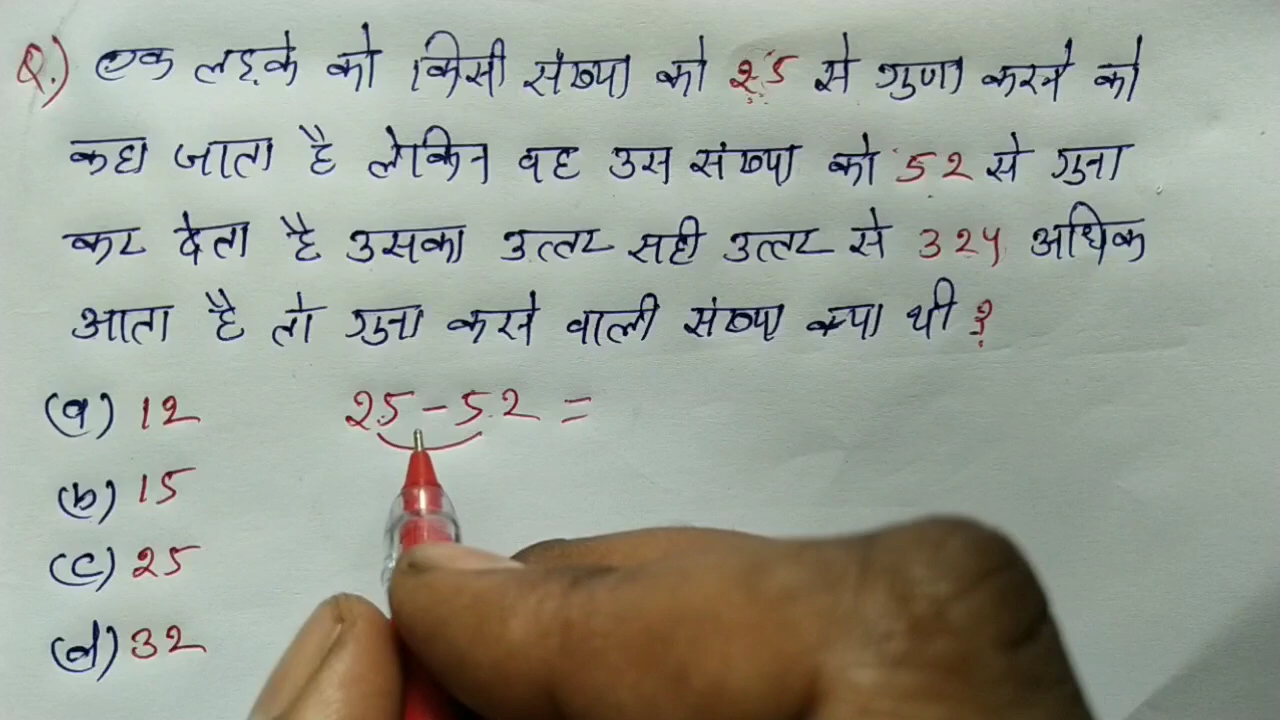 Q.) एक लड़के को किसी संख्या को 25 से गुणा करने को
कहा जाता है लेकिन वह उस संख्या को 52 से गुना
कर देता है उसका उत्तर सही उत्तर से 324 अधिक
आता है तो गुना करने वाली संख्या क्या थी ?
(a) 12
25 - 52 =
(b) 15
(c) 25
(d) 32